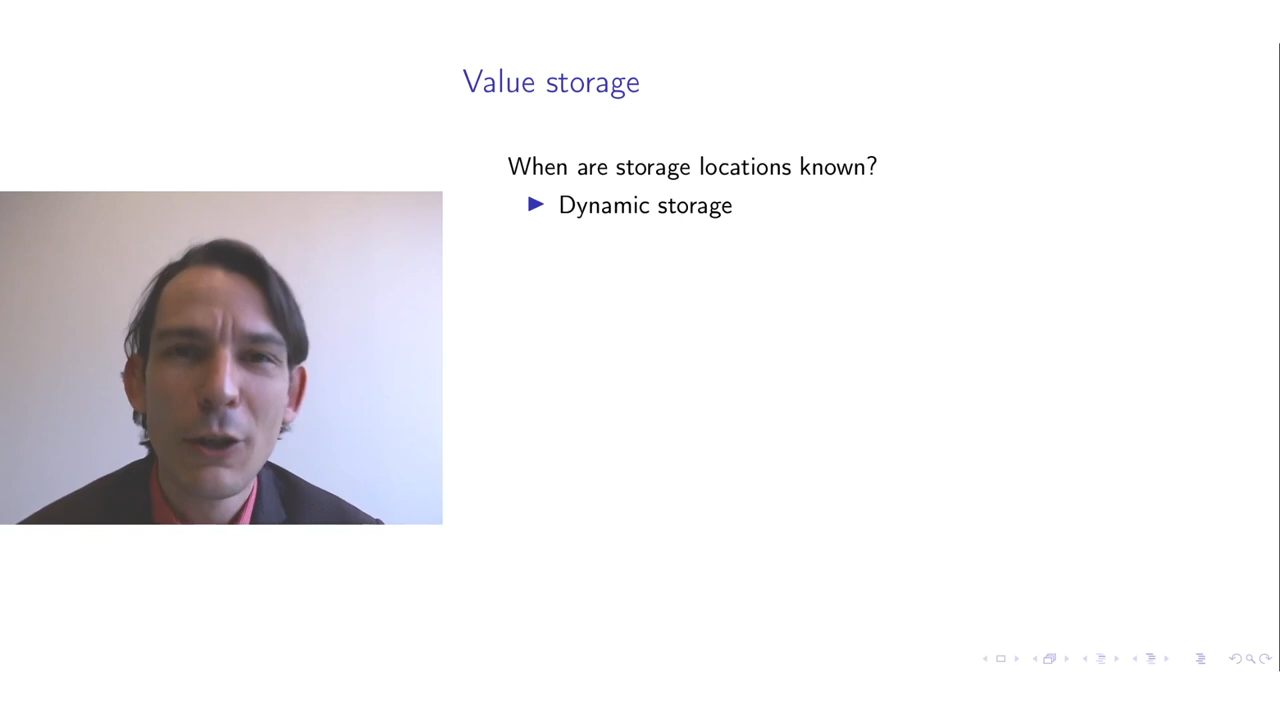 Value storage
When are storage locations known?
Dynamic storage